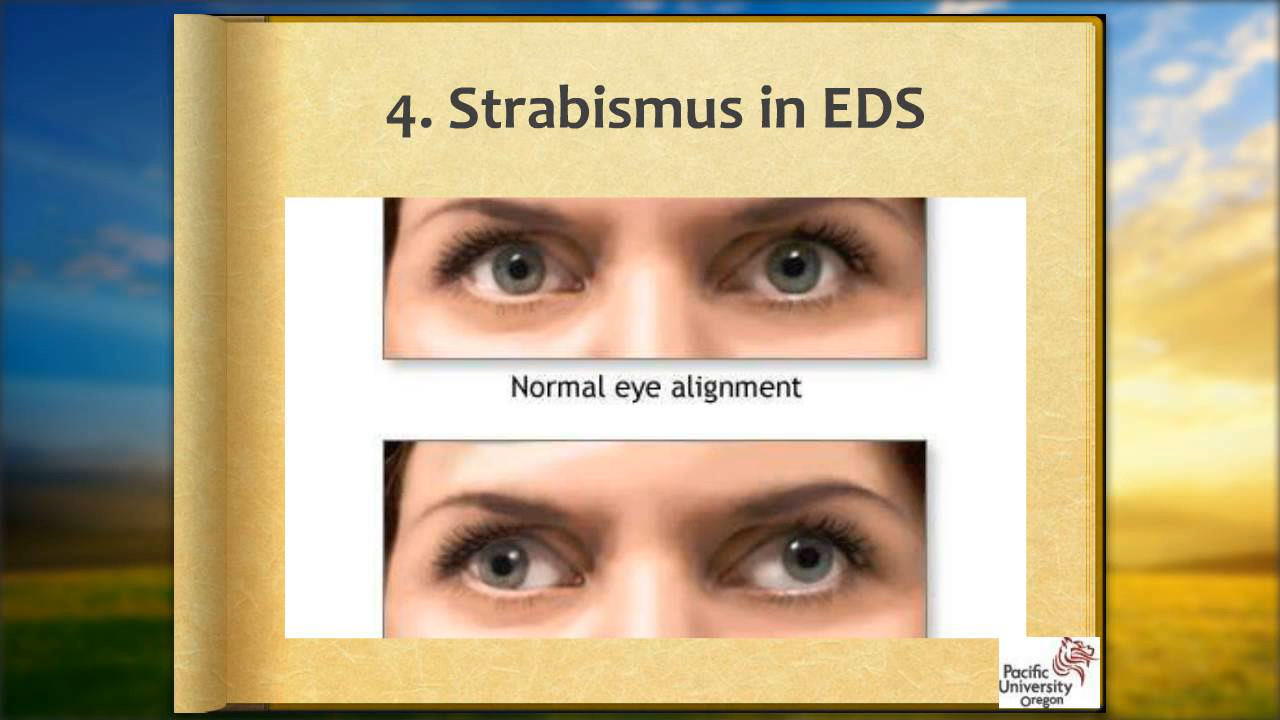 4. Strabismus in EDS
Normal eye alignment
Pacific
University
Oregon